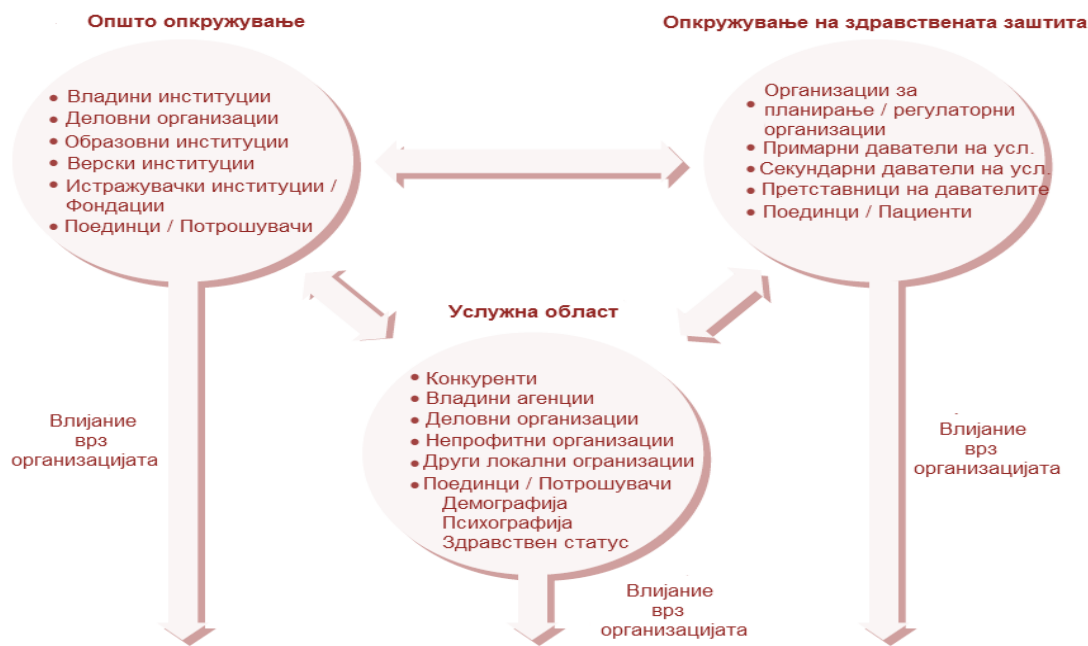 Општо опкружување
• Владини институции
• Деловни организации
• Образовни институции
• Верски институции
• Истражувачки институции /
Фондации
• Поединци / Потрошувачи
Опкружување на здравствената заштита
Организации за
• планирање / регулаторни
организации
• Примарни даватели на усл.
• Секундарни даватели на усл.
• Претставници на давателите
• Поединци / Пациенти
Услужна област
• Конкуренти
• Владини агенции
• Деловни организации
• Непрофитни организации
• Други локални огранизации
• Поединци / Потрошувачи
Демографија
Психографија
Здравствен статус
Влијание
врз
организацијата
Влијание
врз
организацијата
Влијание
врз
организацијата